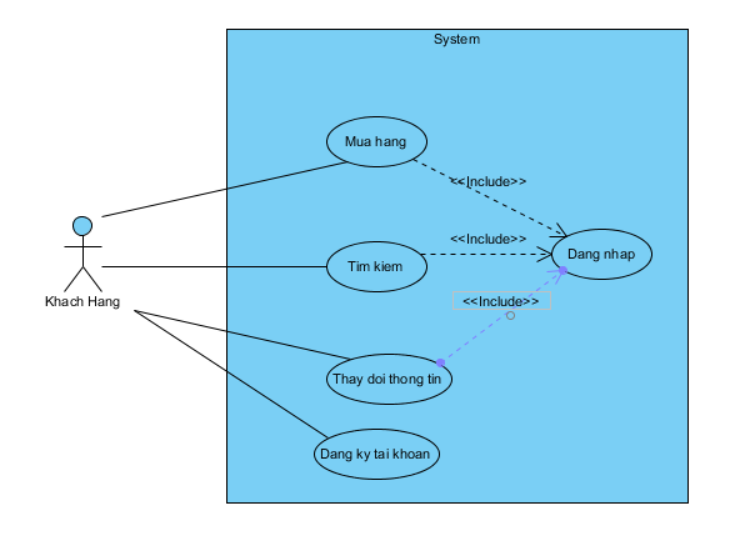 System
Mua hang
<<Include>>
Tim kiem
<<Include>>
Dang nhap
Khach Hang
<<Include>>
Thay doi thong tin
Dang ky tai khoan